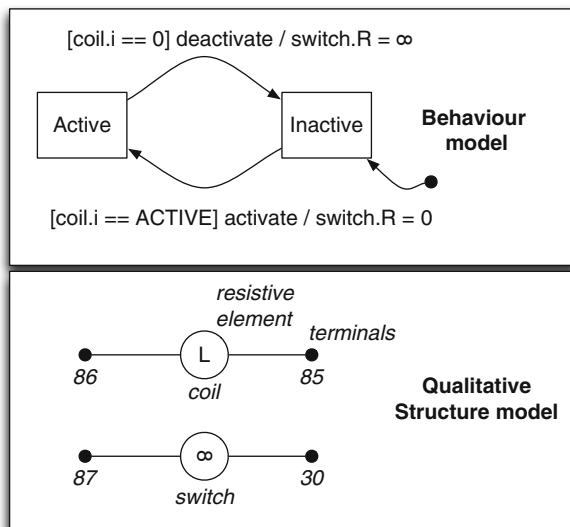 [coil.i == 0] deactivate / switch.R = ∞
Active
Inactive
Behaviour
model
[coil.i == ACTIVE] activate / switch.R = 0
resistive
element
terminals
L
86
coil
85
Qualitative
Structure model
∞
87
switch
30